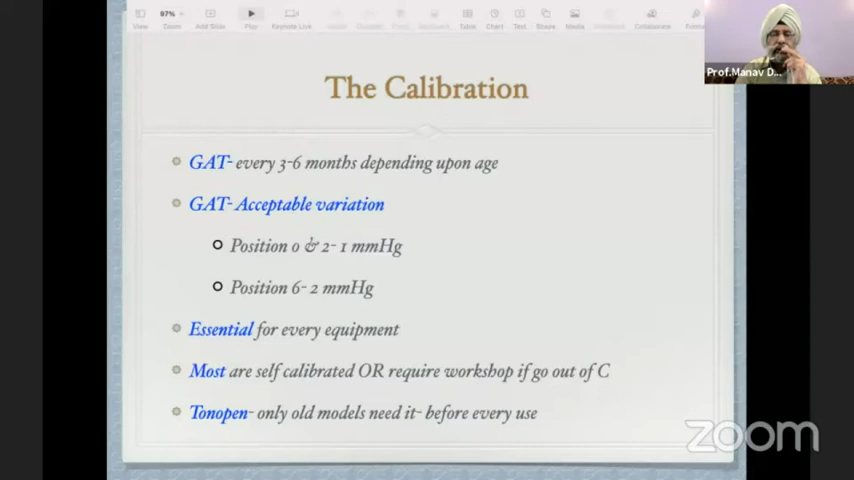 View
97%
Zoom
Add Slide
Play
Keynote Live
Table
Chart
Text
Shape
Media
Collaborate
Prof.Manav D...
The Calibration
GAT- every 3-6 months depending upon age
GAT- Acceptable variation
Position 0 & 2- 1 mmHg
Position 6- 2 mmHg
Essential for every equipment
Most are self calibrated OR require workshop if go out of C
Tonopen- only old models need it- before every use
zoom